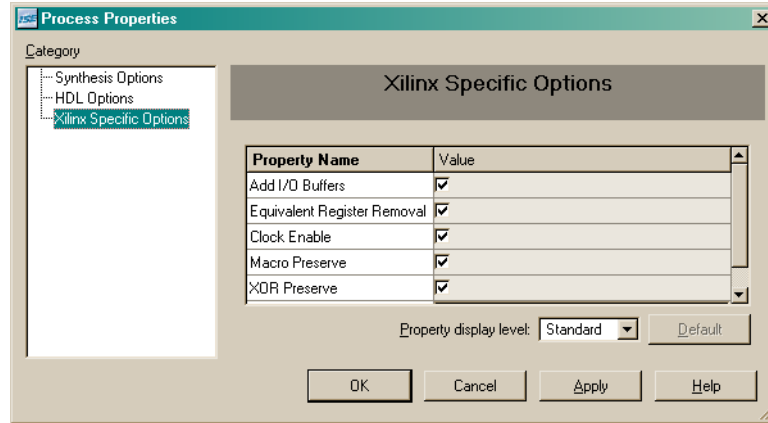 ISE Process Properties
Category
Synthesis Options
HDL Options
Xilinx Specific Options
Xilinx Specific Options
Property Name Value
Add I/O Buffers
Equivalent Register Removal
Clock Enable
Macro Preserve
XOR Preserve
Property display level: Standard Default
OK Cancel Apply Help